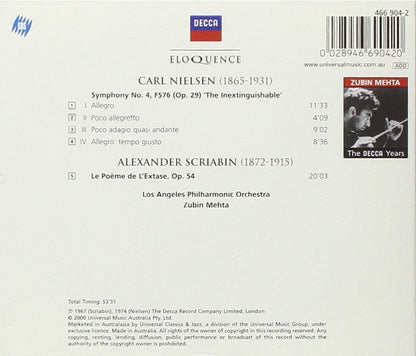 466 904-2
DECCA
ELOQUENCE
0 028946 690420
www.universalmusic.com.au ADD
CARL NIELSEN (1865-1931)
Symphony No. 4, FS76 (Op. 29) 'The Inextinguishable'
1 I Allegro 11'33
2 II Poco allegretto 4'09
3 III Poco adagio quasi andante 9'02
4 IV Allegro: tempo giusto 8'36
ZUBIN MEHTA
The DECCA Years
ALEXANDER SCRIABIN (1872-1915)
5 Le Poème de L'Extase, Op. 54 20'03
Los Angeles Philharmonic Orchestra
Zubin Mehta
Total Timing: 53'31
℗ 1967 (Scriabin), 1974 (Nielsen) The Decca Record Company Limited, London
© 2000 Universal Music Australia Pty. Ltd.
Marketed in Australasia by Universal Classics & Jazz, a division of the Universal Music Group, under
exclusive licence. Made in Australia. All rights of the owner of copyright reserved. Any
copying, renting, lending, diffusion, public performance or broadcast of this record without
the authority of the copyright owner is prohibited.